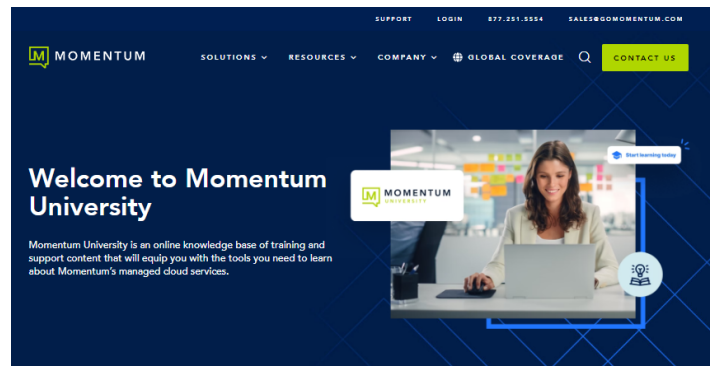 SUPPORT LOGIN 877.251.5554 SALES@GOMOMENTUM.COM
M MOMENTUM SOLUTIONS RESOURCES COMPANY GLOBAL COVERAGE CONTACT US
Start learning today
Welcome to Momentum
University
M MOMENTUM
UNIVERSITY
Momentum University is an online knowledge base of training and
support content that will equip you with the tools you need to learn
about Momentum's managed cloud services.